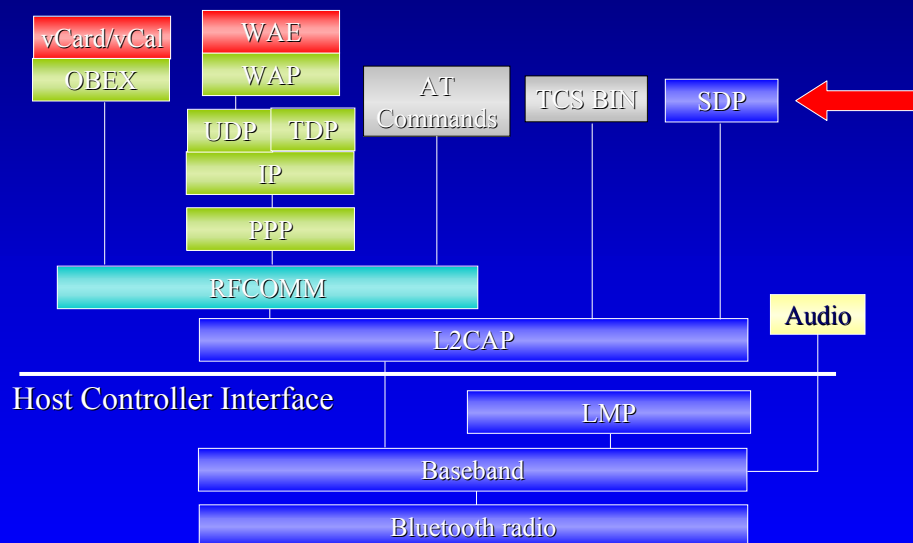 vCard/vCal
OBEX
WAE
WAP
UDP
TDP
IP
PPP
AT
Commands
TCS BIN
SDP
RFCOMM
L2CAP
Audio
Host Controller Interface
LMP
Baseband
Bluetooth radio